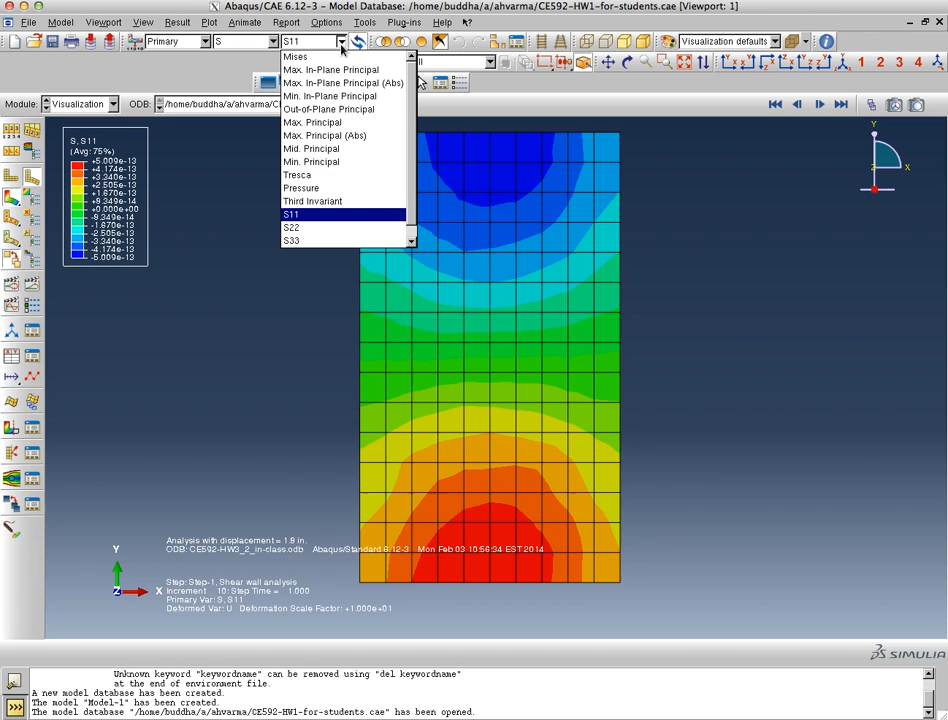 Abaqus/CAE 6.12-3 - Model Database: /home/buddha/a/ahvarma/CE592-HW1-for-students.cae [Viewport: 1]
File Model Viewport View Result Plot Animate Report Options Tools Plug-ins Help
Primary S S11 Visualization defaults
1 2 3 4
Module: Visualization ODB: /home/buddha/a/ahvarma/C
Mises
Max. In-Plane Principal
Max. In-Plane Principal (Abs)
Min. In-Plane Principal
Out-of-Plane Principal
Max. Principal
Max. Principal (Abs)
Mid. Principal
Min. Principal
Tresca
Pressure
Third Invariant
S11
S22
S33
S, S11
(Avg: 75%)
+5.009e-13
+4.174e-13
+3.340e-13
+2.505e-13
+1.670e-13
+8.349e-14
+0.000e+00
-8.349e-14
-1.670e-13
-2.505e-13
-3.340e-13
-4.174e-13
-5.009e-13
Y
X
Z
Analysis with displacement = 1.8 in.
ODB: CE592-HW3_2_in-class.odb Abaqus/Standard 6.12-3 Mon Feb 03 10:56:34 EST 2014
Y
Z X
Step: Step-1, Shear wall analysis
Increment 10: Step Time = 1.000
Primary Var: S, S11
Deformed Var: U Deformation Scale Factor: +1.000e+01
SIMULIA
Unknown keyword "keywordname" can be removed using "del keywordname"
at the end of environment file.
A new model database has been created.
The model "Model-1" has been created.
The model database "/home/buddha/a/ahvarma/CE592-HW1-for-students.cae" has been opened.